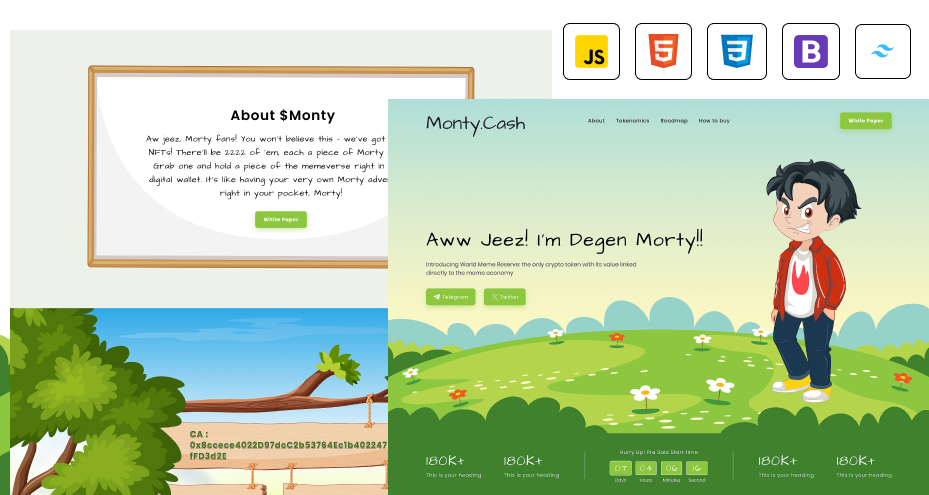 JS
5
3
B
About $Monty
Aw jeez, Morty fans! You won't believe this - we've got
NFTs! There'll be 2222 of 'em, each a piece of Morty
Grab one and hold a piece of the memeverse right in
digital wallet. It's like having your very own Morty adve
right in your pocket, Morty!
White Paper
Monty.Cash
About Tokenomics Roadmap How to buy
White Paper
Aww Jeez! I'm Degen Morty!!
Introducing World Meme Reserve: the only crypto token with its value linked
directly to the meme economy
Telegram Twitter
CA :
0x8ccece4022D97dcC2b53764Ec1b402247
fFD3d2E
Hurry Up! Pre Sale Start time
180K+ 180K+ 07 04 06 16 180K+ 180K+
This is your heading This is your heading Days Hours Minutes Second This is your heading This is your heading